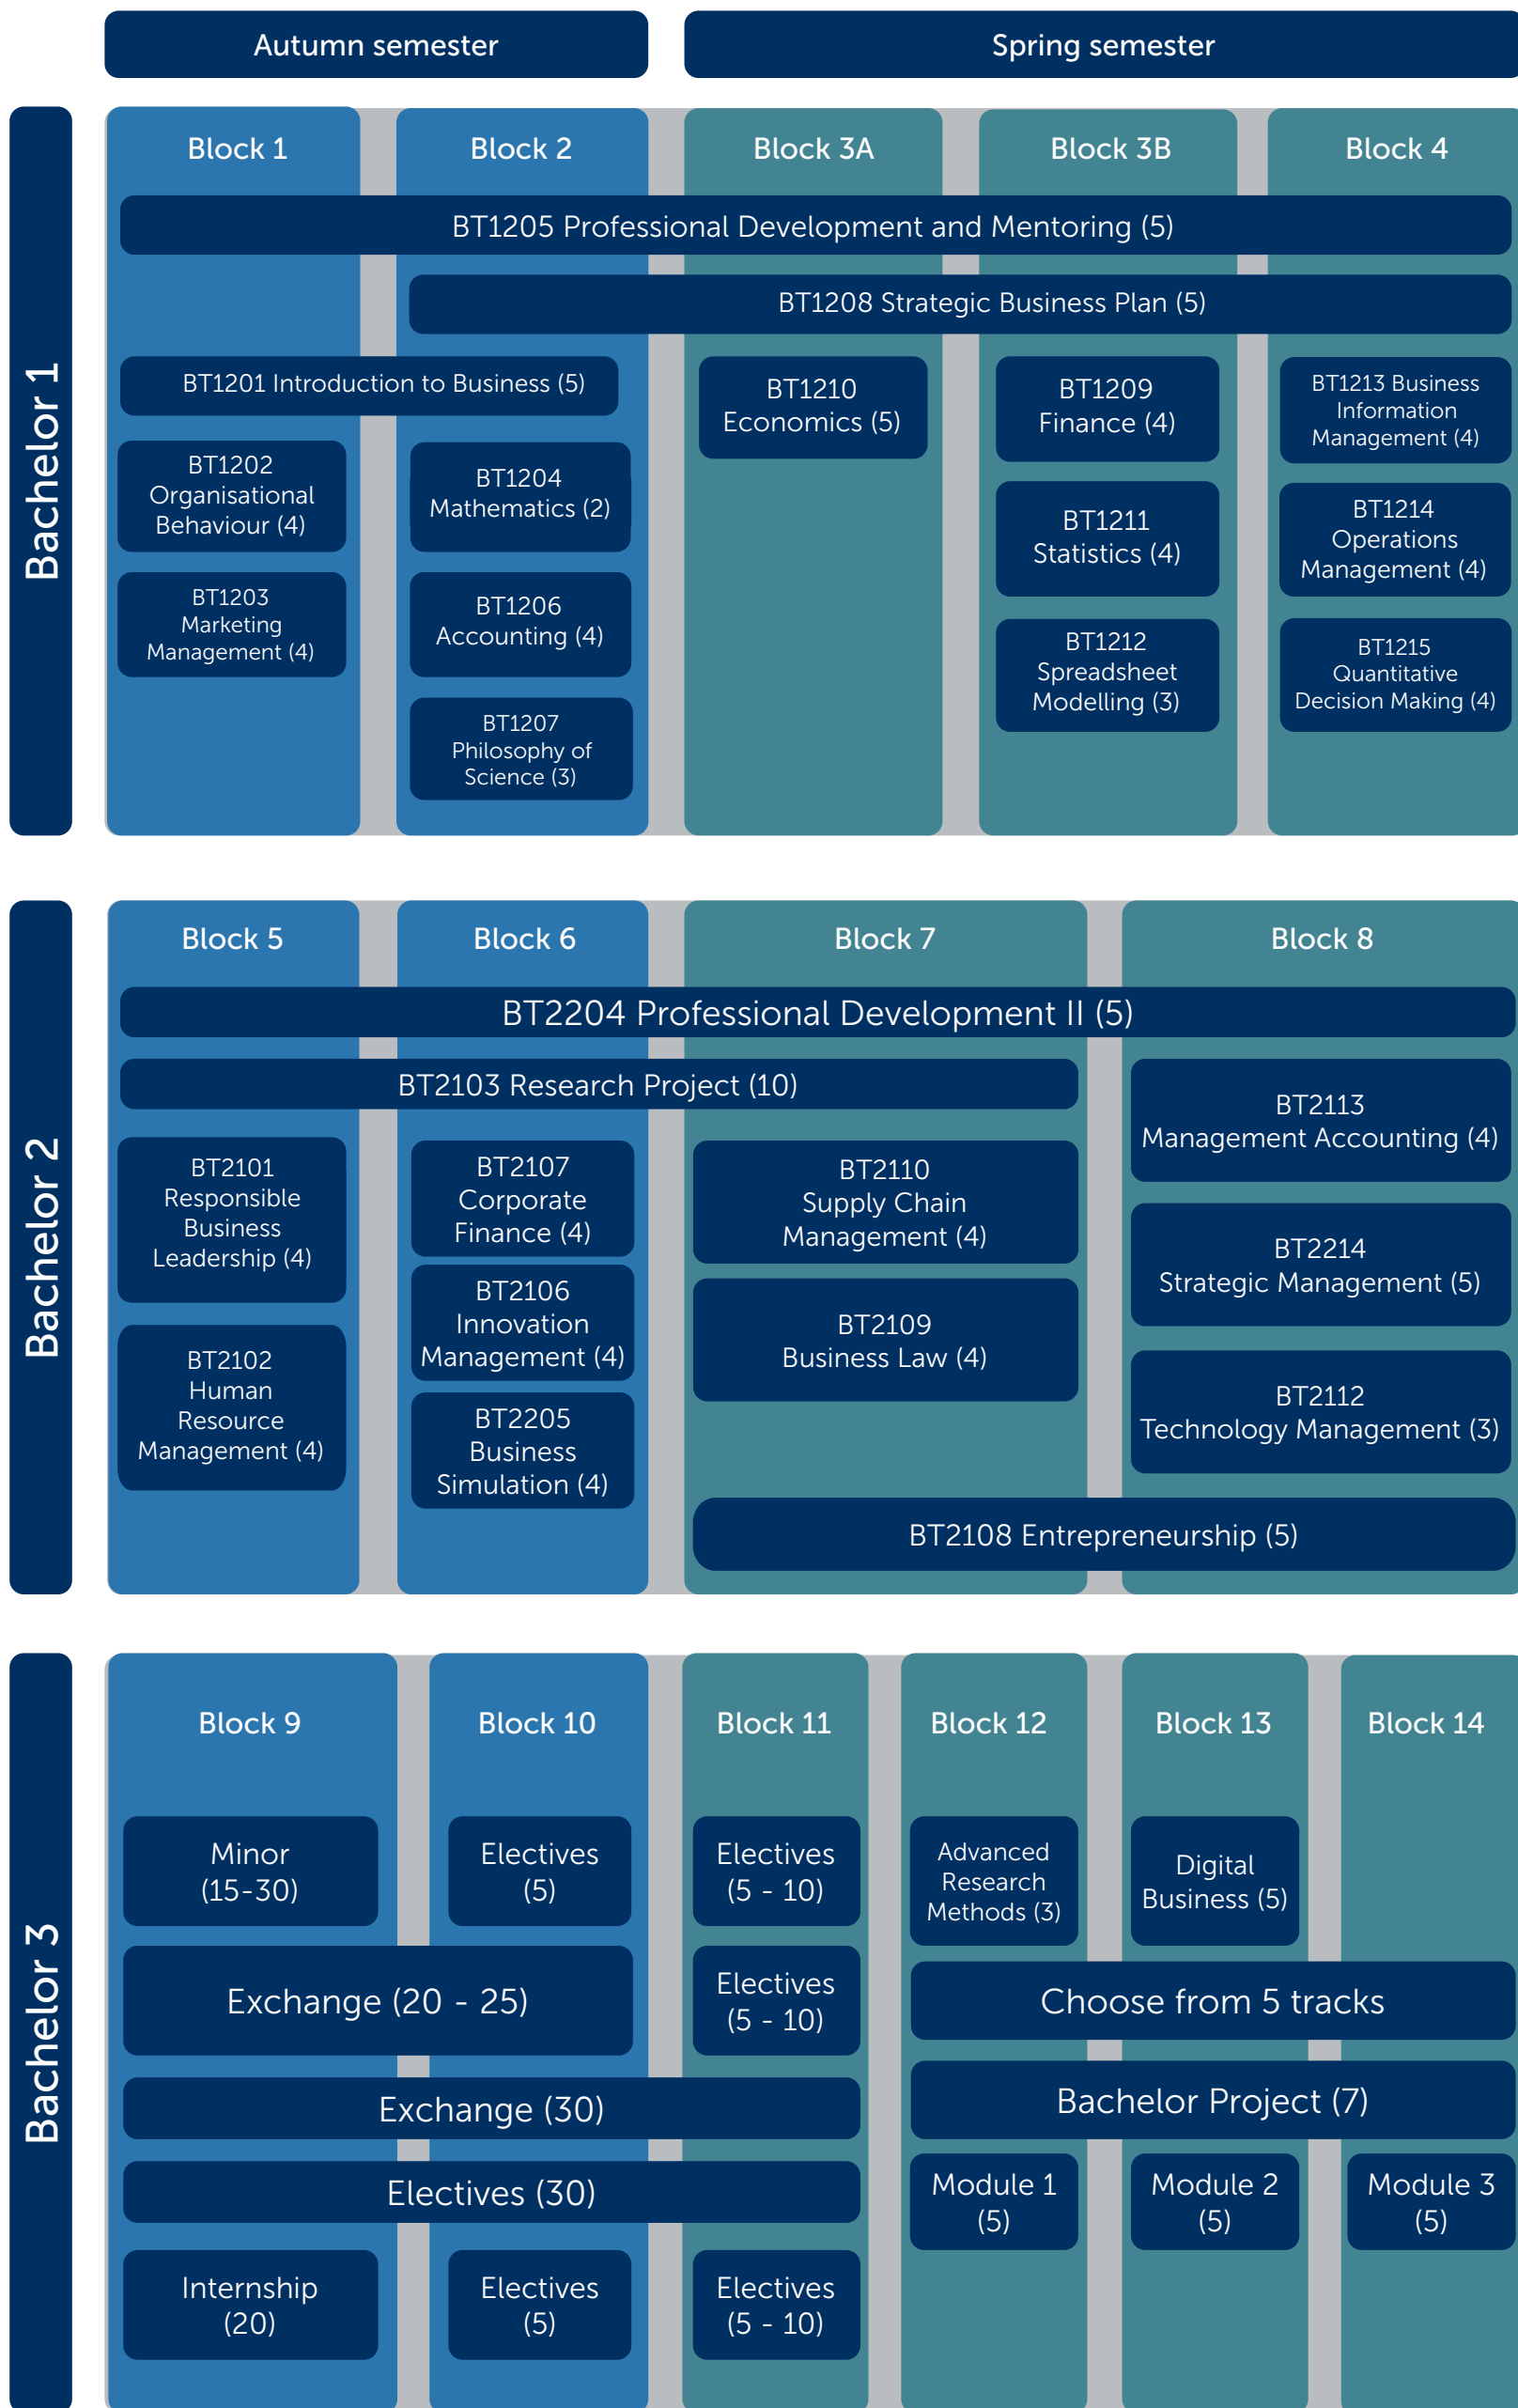 Autumn semester
Spring semester
Bachelor 1
Block 1
Block 2
Block 3A
Block 3B
Block 4
BT1205 Professional Development and Mentoring (5)
BT1208 Strategic Business Plan (5)
BT1201 Introduction to Business (5)
BT1202
Organisational
Behaviour (4)
BT1203
Marketing
Management (4)
BT1204
Mathematics (2)
BT1206
Accounting (4)
BT1207
Philosophy of
Science (3)
BT1210
Economics (5)
BT1209
Finance (4)
BT1211
Statistics (4)
BT1212
Spreadsheet
Modelling (3)
BT1213 Business
Information
Management (4)
BT1214
Operations
Management (4)
BT1215
Quantitative
Decision Making (4)
Bachelor 2
Block 5
Block 6
Block 7
Block 8
BT2204 Professional Development II (5)
BT2103 Research Project (10)
BT2101
Responsible
Business
Leadership (4)
BT2102
Human
Resource
Management (4)
BT2107
Corporate
Finance (4)
BT2106
Innovation
Management (4)
BT2205
Business
Simulation (4)
BT2110
Supply Chain
Management (4)
BT2109
Business Law (4)
BT2113
Management Accounting (4)
BT2214
Strategic Management (5)
BT2112
Technology Management (3)
BT2108 Entrepreneurship (5)
Bachelor 3
Block 9
Block 10
Block 11
Block 12
Block 13
Block 14
Minor
(15-30)
Electives
(5)
Electives
(5 - 10)
Advanced
Research
Methods (3)
Digital
Business (5)
Exchange (20 - 25)
Electives
(5 - 10)
Choose from 5 tracks
Exchange (30)
Bachelor Project (7)
Electives (30)
Module 1
(5)
Module 2
(5)
Module 3
(5)
Internship
(20)
Electives
(5)
Electives
(5 - 10)